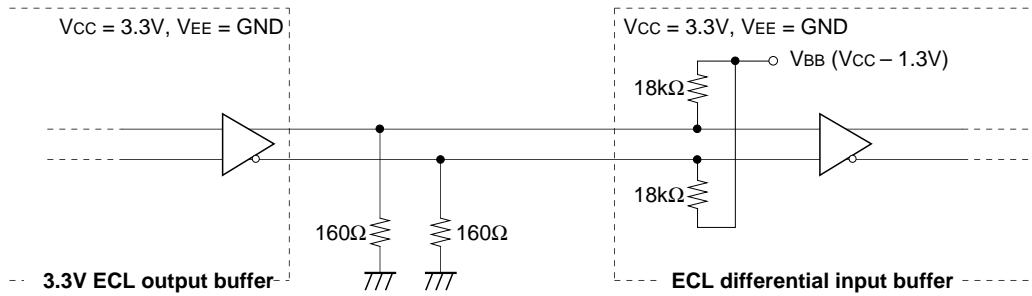 VCC = 3.3V, VEE = GND
VCC = 3.3V, VEE = GND
VBB (VCC – 1.3V)
18kΩ
18kΩ
160Ω
160Ω
3.3V ECL output buffer
ECL differential input buffer